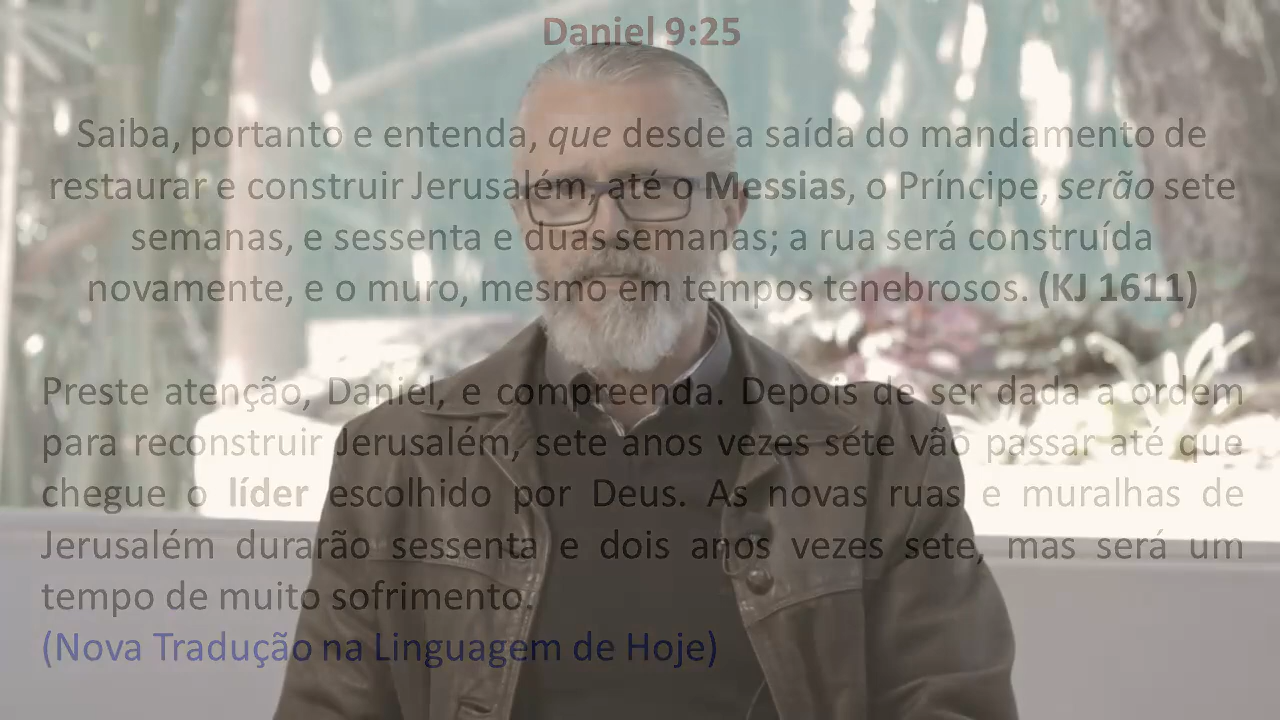 Daniel 9:25
Saiba, portanto e entenda, que desde a saída do mandamento de
restaurar e construir Jerusalém, até o Messias, o Príncipe, serão sete
semanas, e sessenta e duas semanas; a rua será construída
novamente, e o muro, mesmo em tempos tenebrosos. (KJ 1611)
Preste atenção, Daniel, e compreenda. Depois de ser dada a ordem
para reconstruir Jerusalém, sete anos vezes sete vão passar até que
chegue o líder escolhido por Deus. As novas ruas e muralhas de
Jerusalém durarão sessenta e dois anos vezes sete, mas será um
tempo de muito sofrimento.
(Nova Tradução na Linguagem de Hoje)